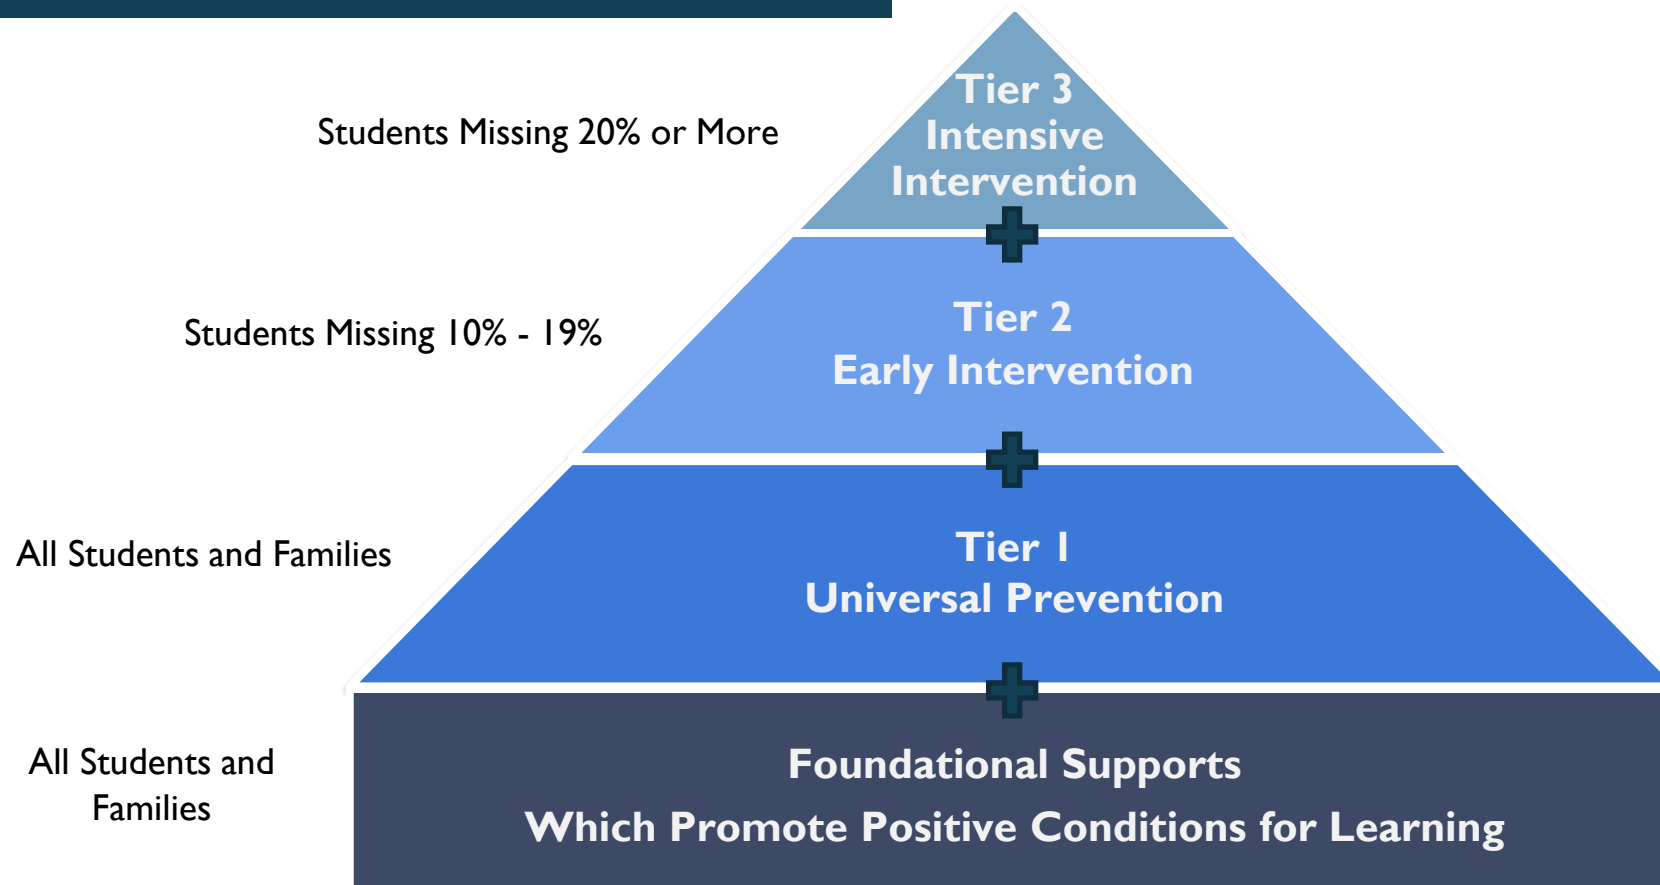 Tier 3
Intensive
Intervention
Students Missing 20% or More
Tier 2
Early Intervention
Students Missing 10% - 19%
Tier 1
Universal Prevention
All Students and Families
Foundational Supports
Which Promote Positive Conditions for Learning
All Students and
Families